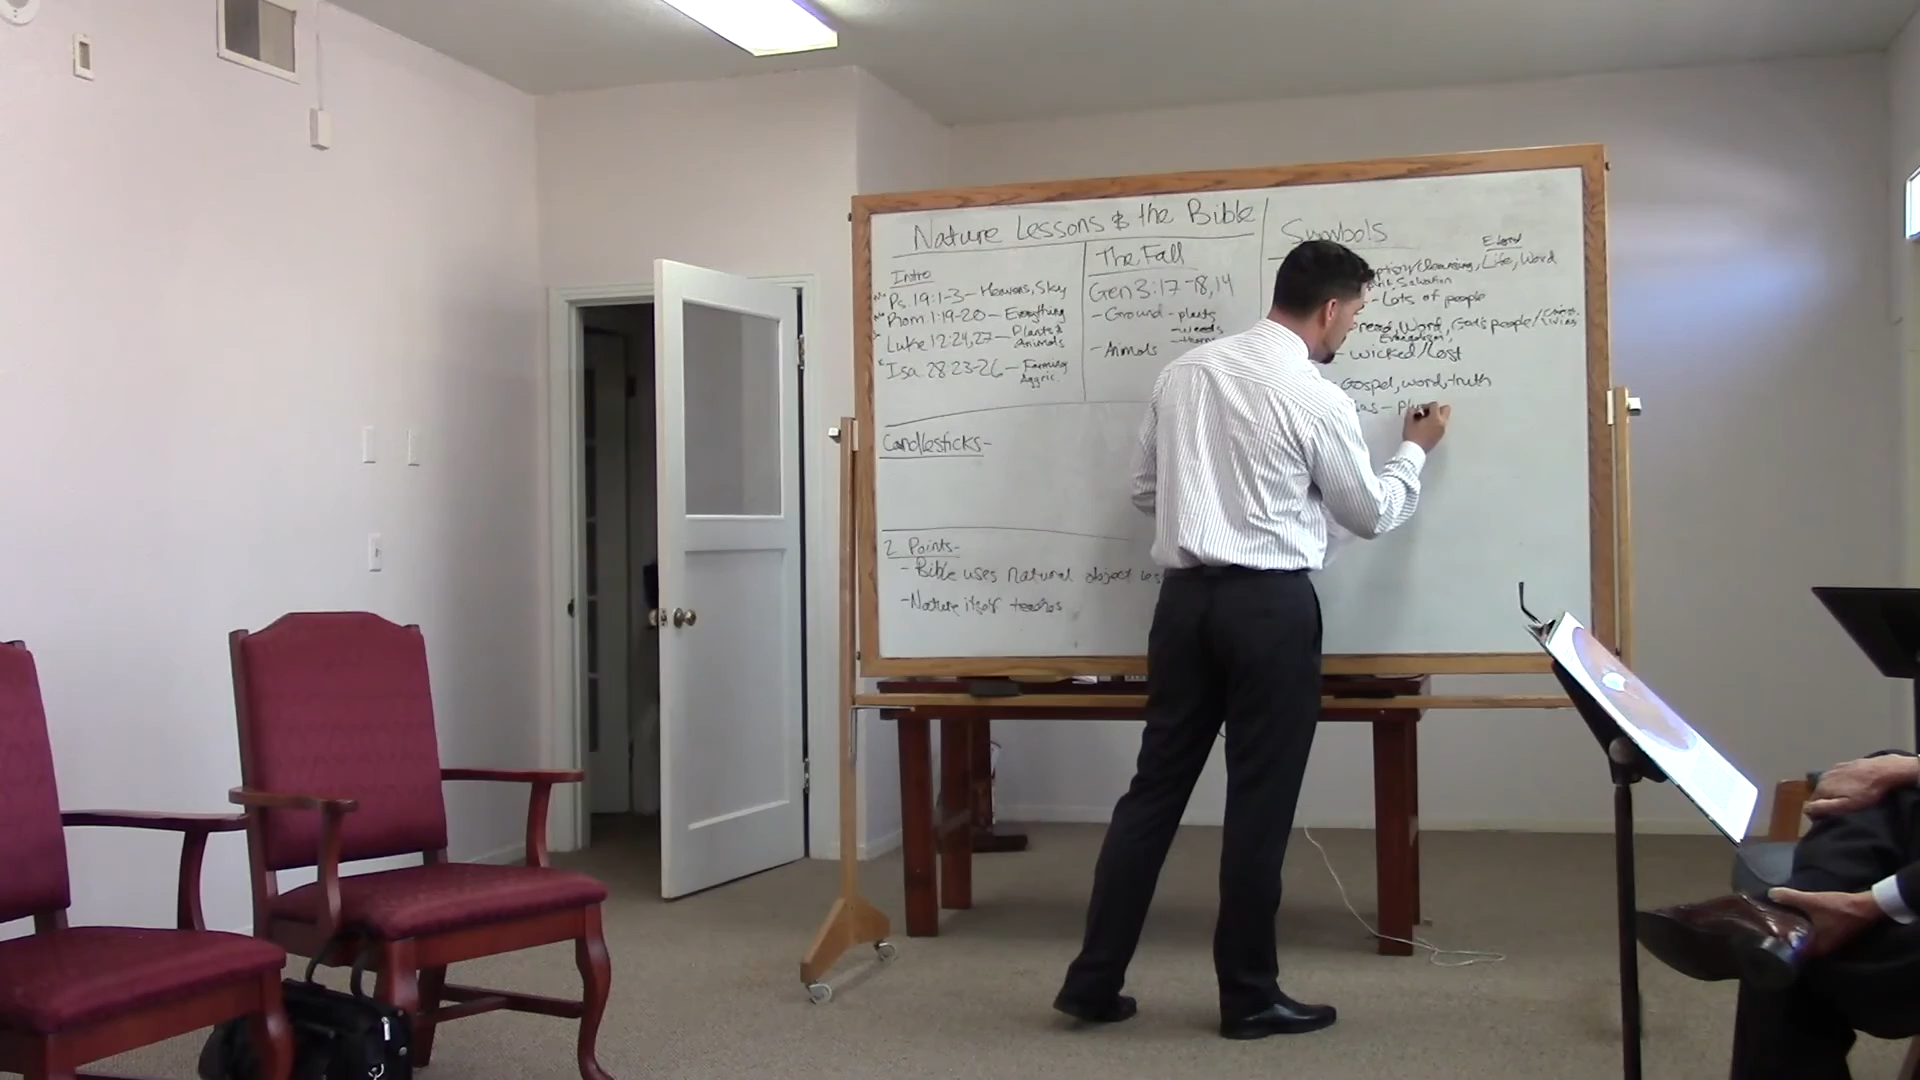 Nature Lessons & the Bible
Intro
Ps. 19:1-3 - Heavens, Sky
Rom. 1:19-20 - Everything
Luke 12:24,27 - Plants & Animals
Isa. 28:23-26 - Farming
The Fall
Gen 3:17-18, 14
- Ground - plants
- weeds
- Animals
Candlesticks-
2 Points-
- Bible uses natural object
- Nature itself teaches
Symbols
Cleansing, Life, Word
Salvation
- Lots of people
Word, God's people/
Evangelism,
- wicked/lost
Gospel, word, truth